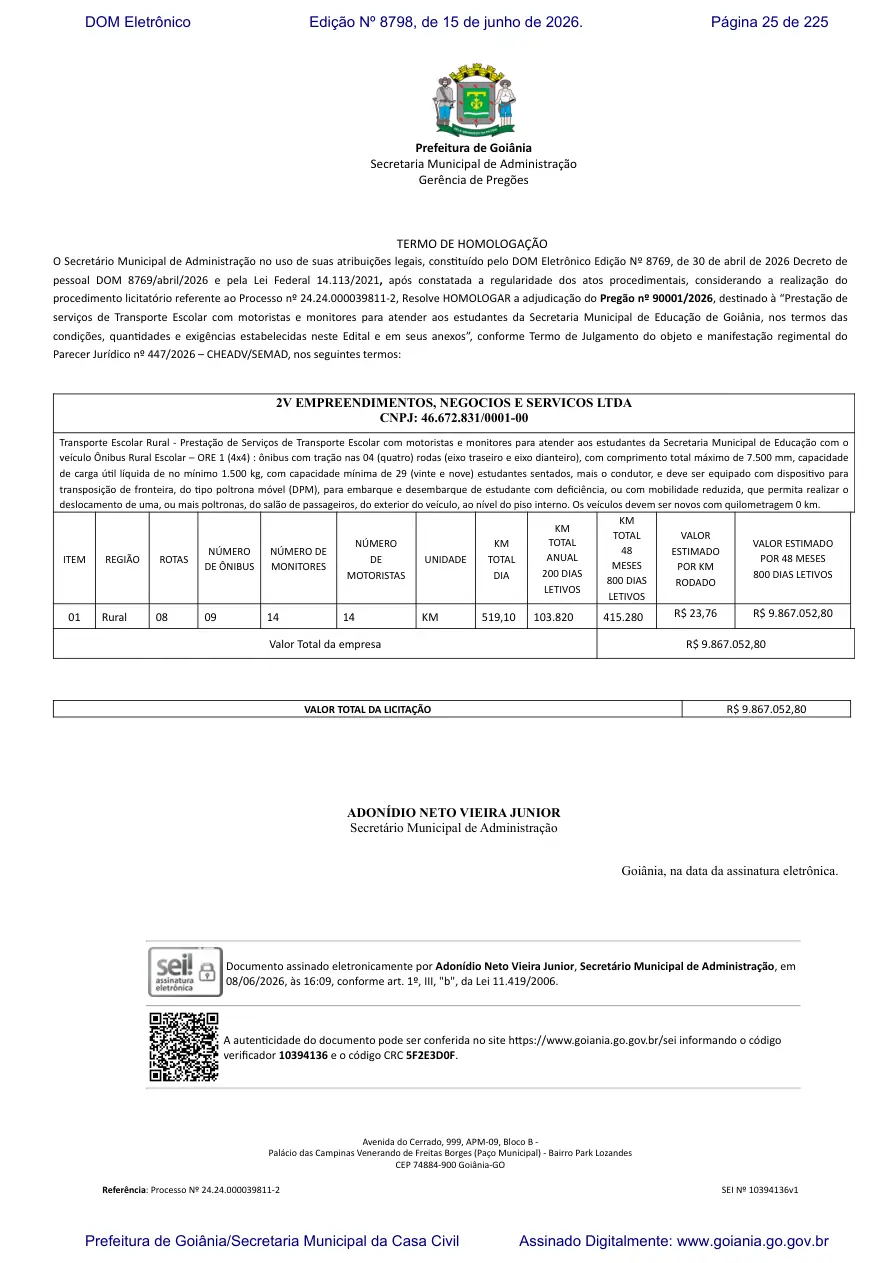 DOM Eletrônico Edição Nº 8798, de 15 de junho de 2026. Página 25 de 225
Prefeitura de Goiânia
Secretaria Municipal de Administração
Gerência de Pregões
TERMO DE HOMOLOGAÇÃO
O Secretário Municipal de Administração no uso de suas atribuições legais, constituído pelo DOM Eletrônico Edição Nº 8769, de 30 de abril de 2026 Decreto de
pessoal DOM 8769/abril/2026 e pela Lei Federal 14.113/2021, após constatada a regularidade dos atos procedimentais, considerando a realização do
procedimento licitatório referente ao Processo nº 24.24.000039811-2, Resolve HOMOLOGAR a adjudicação do Pregão nº 90001/2026, destinado à “Prestação de
serviços de Transporte Escolar com motoristas e monitores para atender aos estudantes da Secretaria Municipal de Educação de Goiânia, nos termos das
condições, quantidades e exigências estabelecidas neste Edital e em seus anexos”, conforme Termo de Julgamento do objeto e manifestação regimental do
Parecer Jurídico nº 447/2026 – CHEADV/SEMAD, nos seguintes termos:
2V EMPREENDIMENTOS, NEGOCIOS E SERVICOS LTDA
CNPJ: 46.672.831/0001-00
Transporte Escolar Rural - Prestação de Serviços de Transporte Escolar com motoristas e monitores para atender aos estudantes da Secretaria Municipal de Educação com o
veículo Ônibus Rural Escolar – ORE 1 (4x4) : ônibus com tração nas 04 (quatro) rodas (eixo traseiro e eixo dianteiro), com comprimento total máximo de 7.500 mm, capacidade
de carga útil líquida de no mínimo 1.500 kg, com capacidade mínima de 29 (vinte e nove) estudantes sentados, mais o condutor, e deve ser equipado com dispositivo para
transposição de fronteira, do tipo poltrona móvel (DPM), para embarque e desembarque de estudante com deficiência, ou com mobilidade reduzida, que permita realizar o
deslocamento de uma, ou mais poltronas, do salão de passageiros, do exterior do veículo, ao nível do piso interno. Os veículos devem ser novos com quilometragem 0 km.
ITEM REGIÃO ROTAS NÚMERO DE ÔNIBUS NÚMERO DE MONITORES NÚMERO DE MOTORISTAS UNIDADE KM TOTAL DIA KM TOTAL ANUAL 200 DIAS LETIVOS KM TOTAL 48 MESES 800 DIAS LETIVOS VALOR ESTIMADO POR KM RODADO VALOR ESTIMADO POR 48 MESES 800 DIAS LETIVOS
01 Rural 08 09 14 14 KM 519,10 103.820 415.280 R$ 23,76 R$ 9.867.052,80
Valor Total da empresa R$ 9.867.052,80
VALOR TOTAL DA LICITAÇÃO R$ 9.867.052,80
ADONÍDIO NETO VIEIRA JUNIOR
Secretário Municipal de Administração
Goiânia, na data da assinatura eletrônica.
sei!
assinatura
eletrônica
Documento assinado eletronicamente por Adonídio Neto Vieira Junior, Secretário Municipal de Administração, em
08/06/2026, às 16:09, conforme art. 1º, III, "b", da Lei 11.419/2006.
A autenticidade do documento pode ser conferida no site https://www.goiania.go.gov.br/sei informando o código
verificador 10394136 e o código CRC 5F2E3D0F.
Avenida do Cerrado, 999, APM-09, Bloco B -
Palácio das Campinas Venerando de Freitas Borges (Paço Municipal) - Bairro Park Lozandes
CEP 74884-900 Goiânia-GO
Referência: Processo Nº 24.24.000039811-2 SEI Nº 10394136v1
Prefeitura de Goiânia/Secretaria Municipal da Casa Civil Assinado Digitalmente: www.goiania.go.gov.br